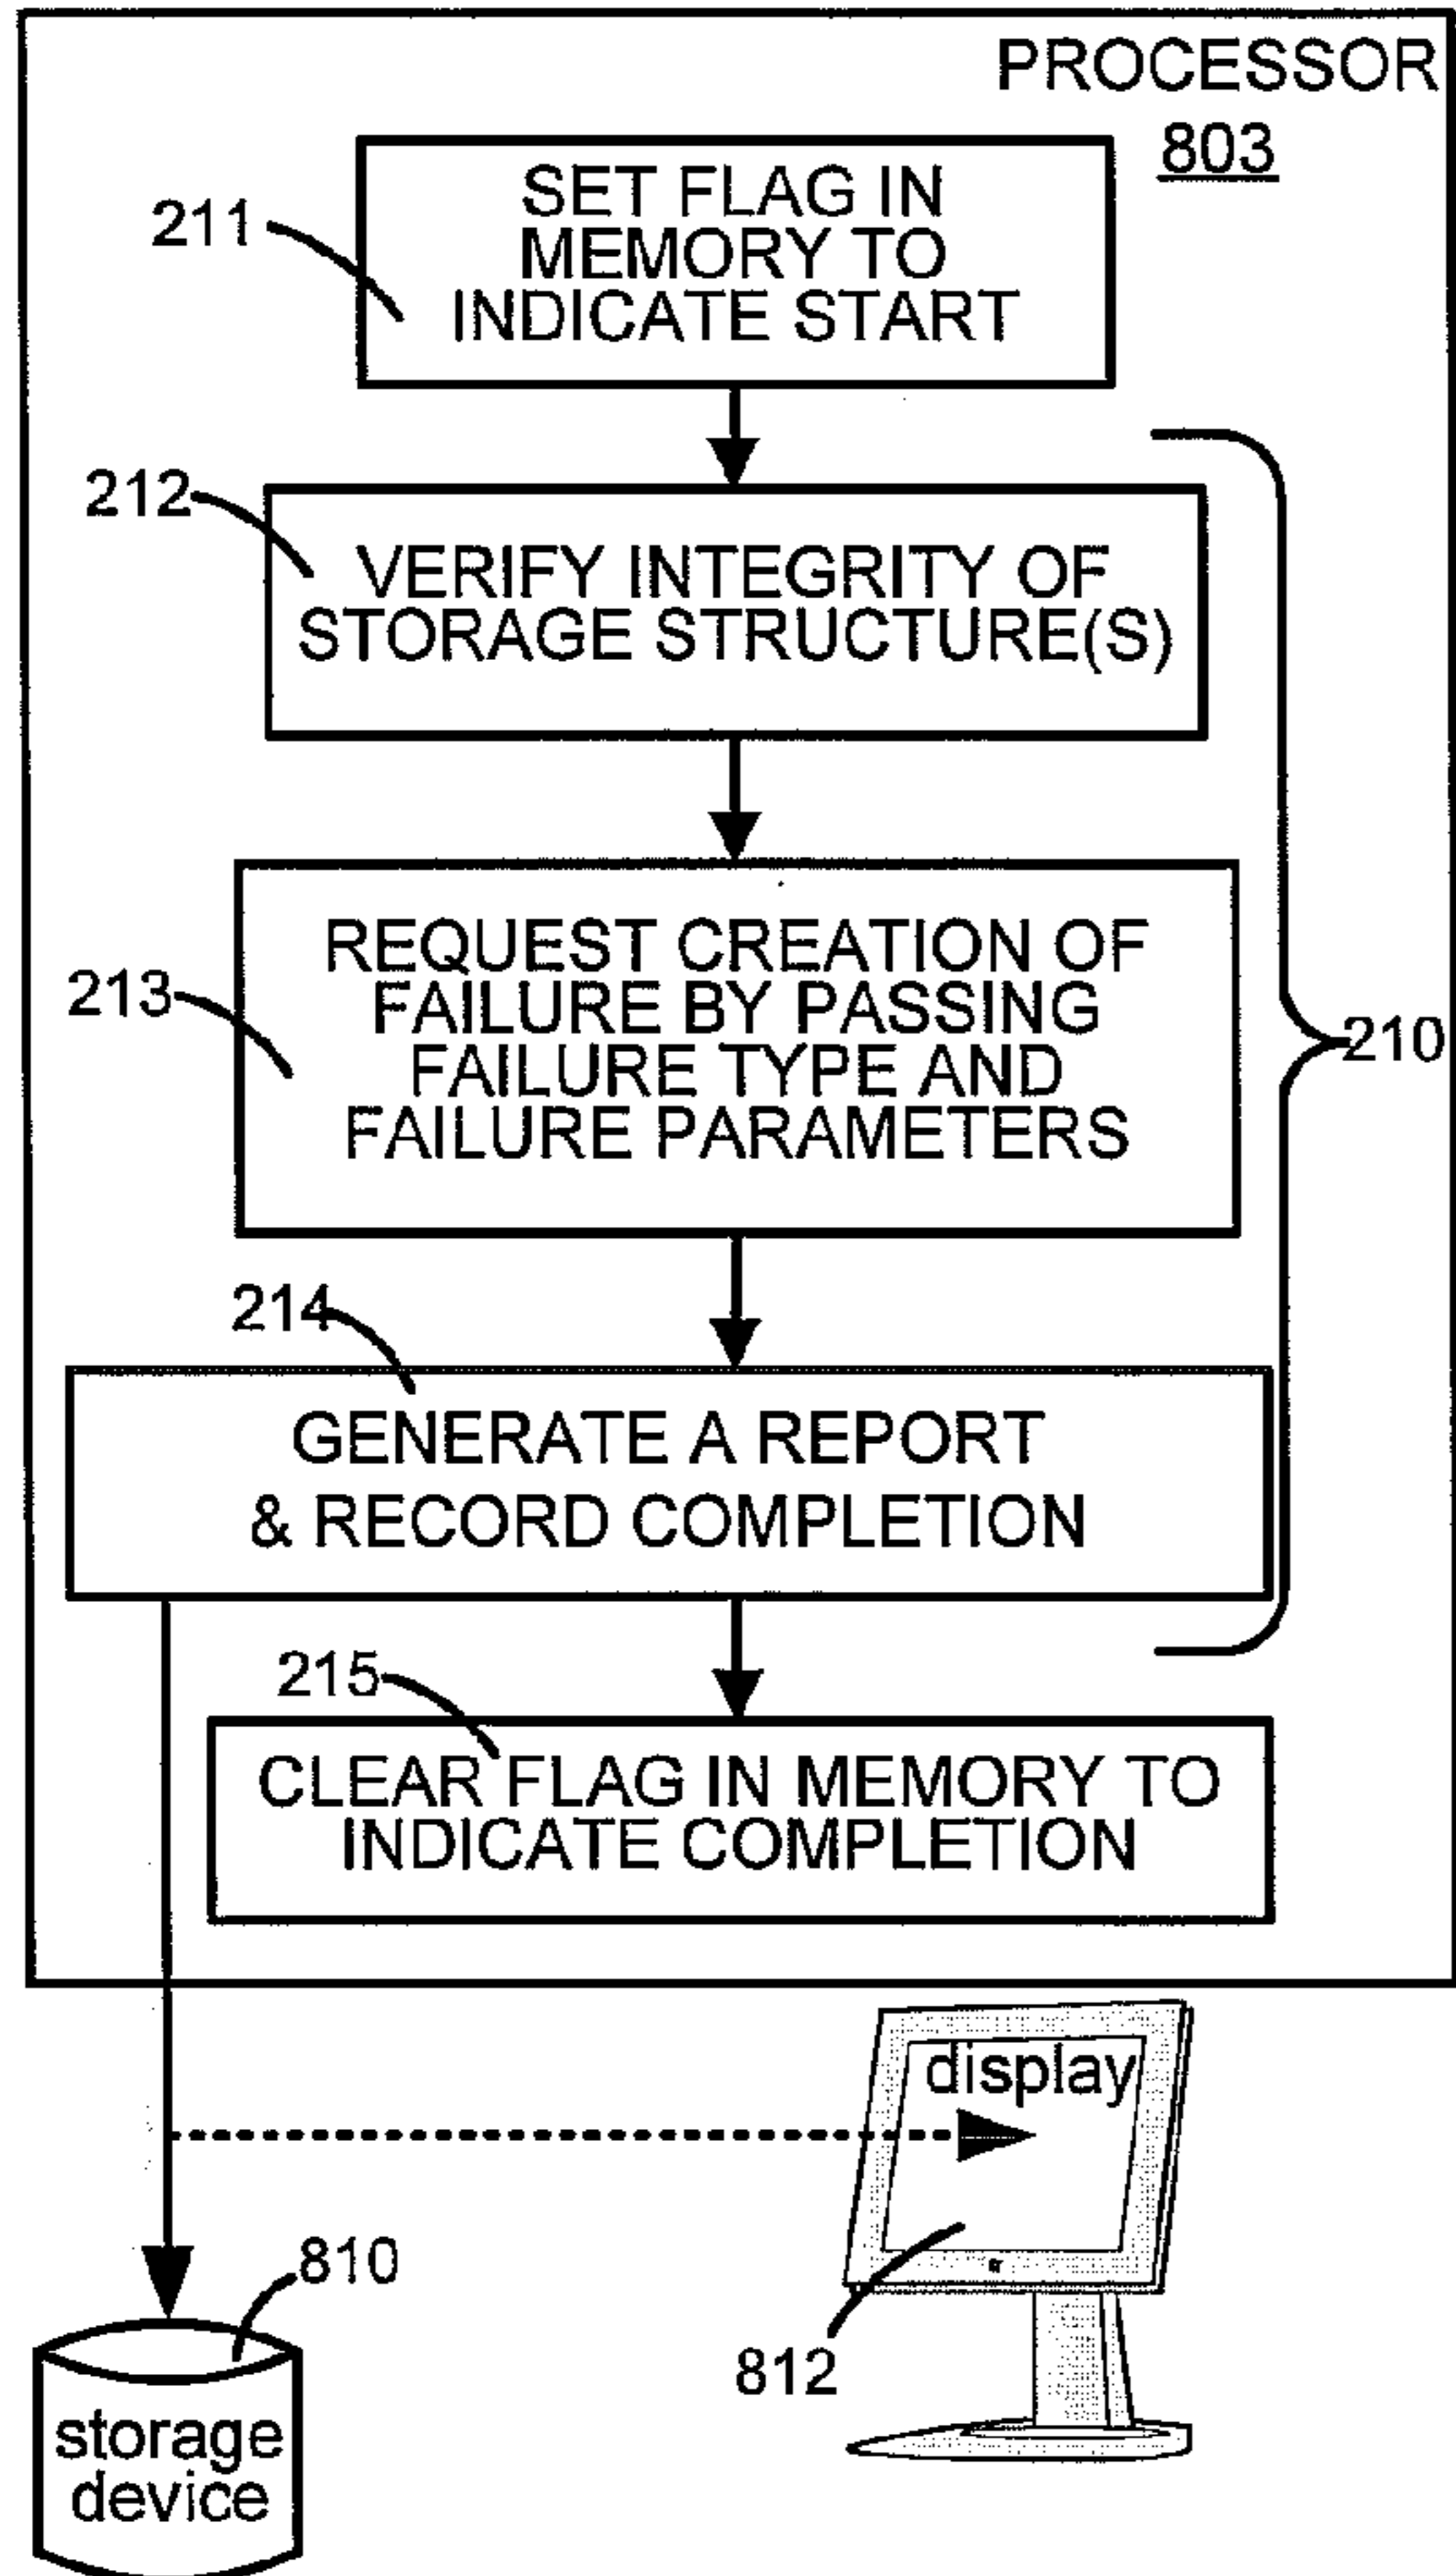 PROCESSOR
803
211
SET FLAG IN
MEMORY TO
INDICATE START
212
VERIFY INTEGRITY OF
STORAGE STRUCTURE(S)
213
REQUEST CREATION OF
FAILURE BY PASSING
FAILURE TYPE AND
FAILURE PARAMETERS
210
214
GENERATE A REPORT
& RECORD COMPLETION
215
CLEAR FLAG IN MEMORY TO
INDICATE COMPLETION
display
810
812
storage
device